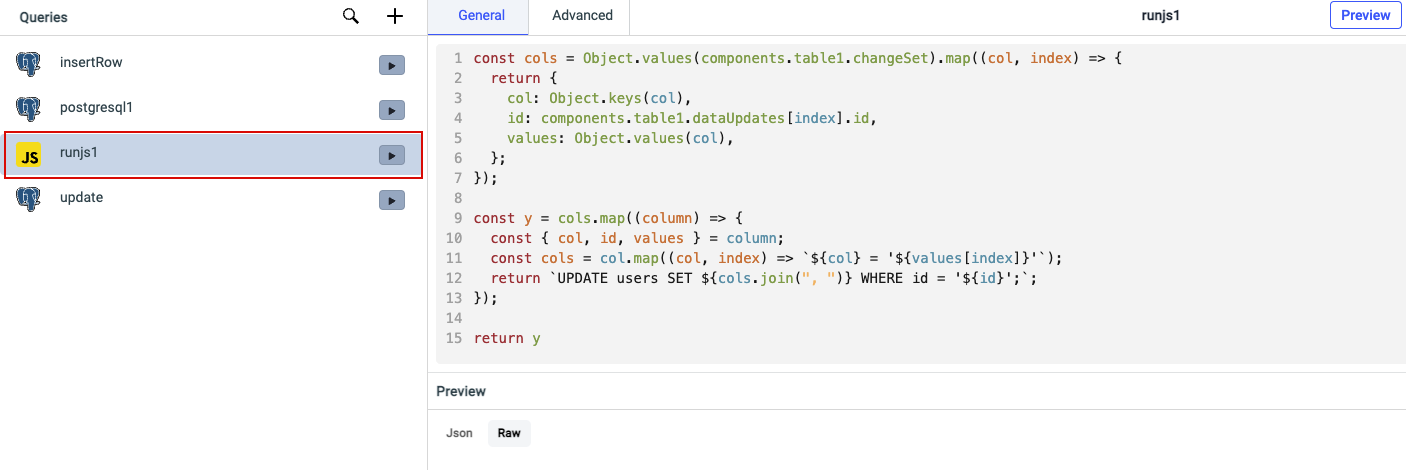 Queries
General
Advanced
runjs1
Preview
insertRow
postgresql1
JS
runjs1
update
1 const cols = Object.values(components.table1.changeSet).map((col, index) => {
2   return {
3     col: Object.keys(col),
4     id: components.table1.dataUpdates[index].id,
5     values: Object.values(col),
6   };
7 });
8
9 const y = cols.map((column) => {
10   const { col, id, values } = column;
11   const cols = col.map((col, index) => `${col} = '${values[index]}'`);
12   return `UPDATE users SET ${cols.join(", ")} WHERE id = '${id}';`;
13 });
14
15 return y
Preview
Json
Raw